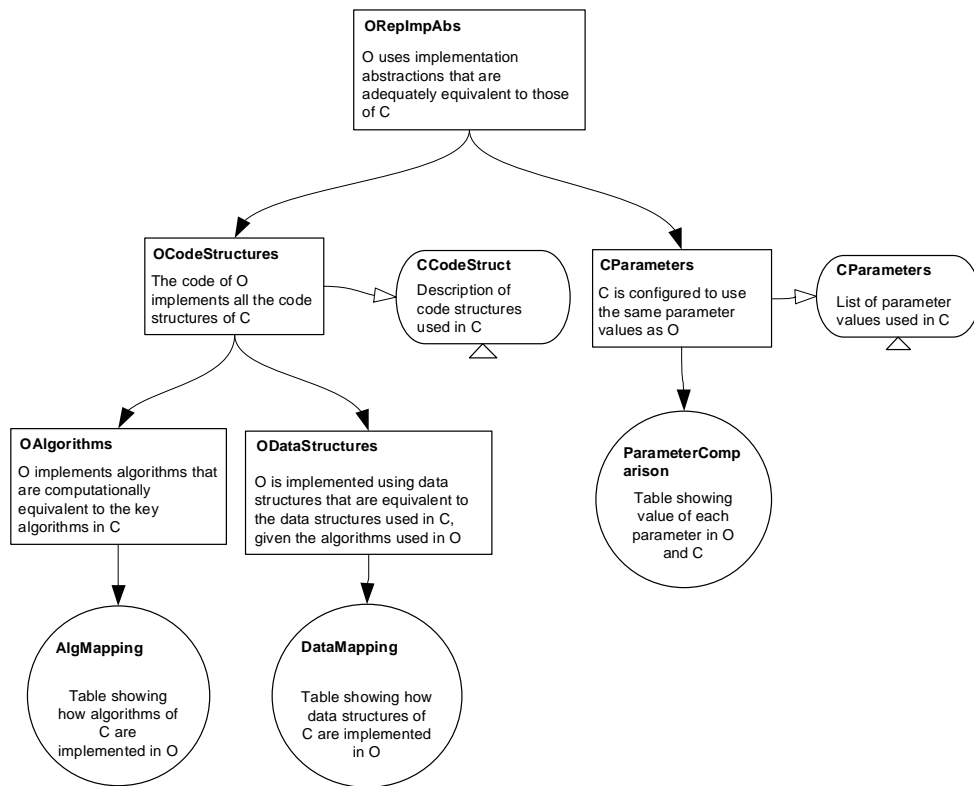 ORepImpAbs
O uses implementation
abstractions that are
adequately equivalent to those
of C
OCodeStructures
The code of O
implements all the code
structures of C
CCodeStruct
Description of
code structures
used in C
CParameters
C is configured to use
the same parameter
values as O
CParameters
List of parameter
values used in C
OAlgorithms
O implements algorithms that
are computationally
equivalent to the key
algorithms in C
ODataStructures
O is implemented using data
structures that are equivalent to
the data structures used in C,
given the algorithms used in O
ParameterComp
arison
Table showing
value of each
parameter in O
and C
AlgMapping
Table showing
how algorithms of
C are
implemented in O
DataMapping
Table showing how
data structures of
C are implemented
in O